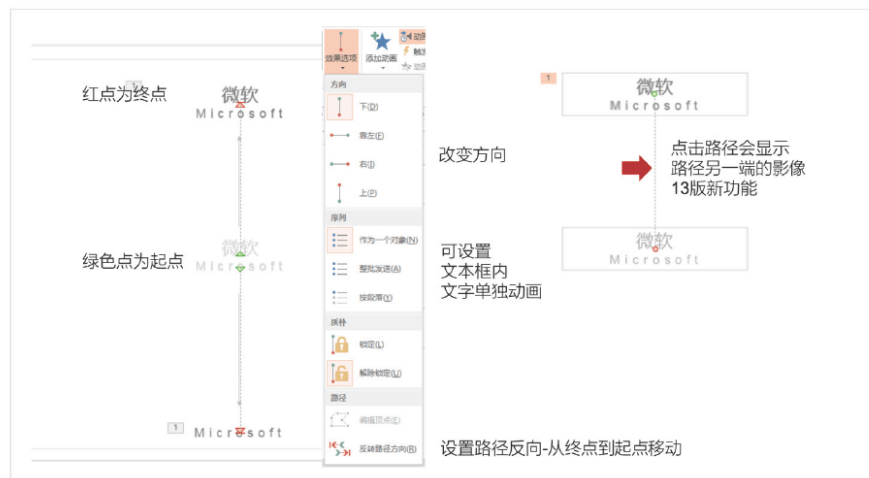 效果选项
添加动画
1
微软
Microsoft
红点为终点
微软
Microsoft
绿色点为起点
1
Microsoft
方向
下(D)
靠左(F)
右(I)
上(P)
序列
作为一个对象(N)
整批发送(A)
按段落(Y)
质朴
锁定(L)
解除锁定(U)
路径
编辑顶点(E)
反转路径方向(R)
改变方向
可设置
文本框内
文字单独动画
设置路径反向-从终点到起点移动
1
微软
Microsoft
点击路径会显示
路径另一端的影像
13版新功能
微软
Microsoft